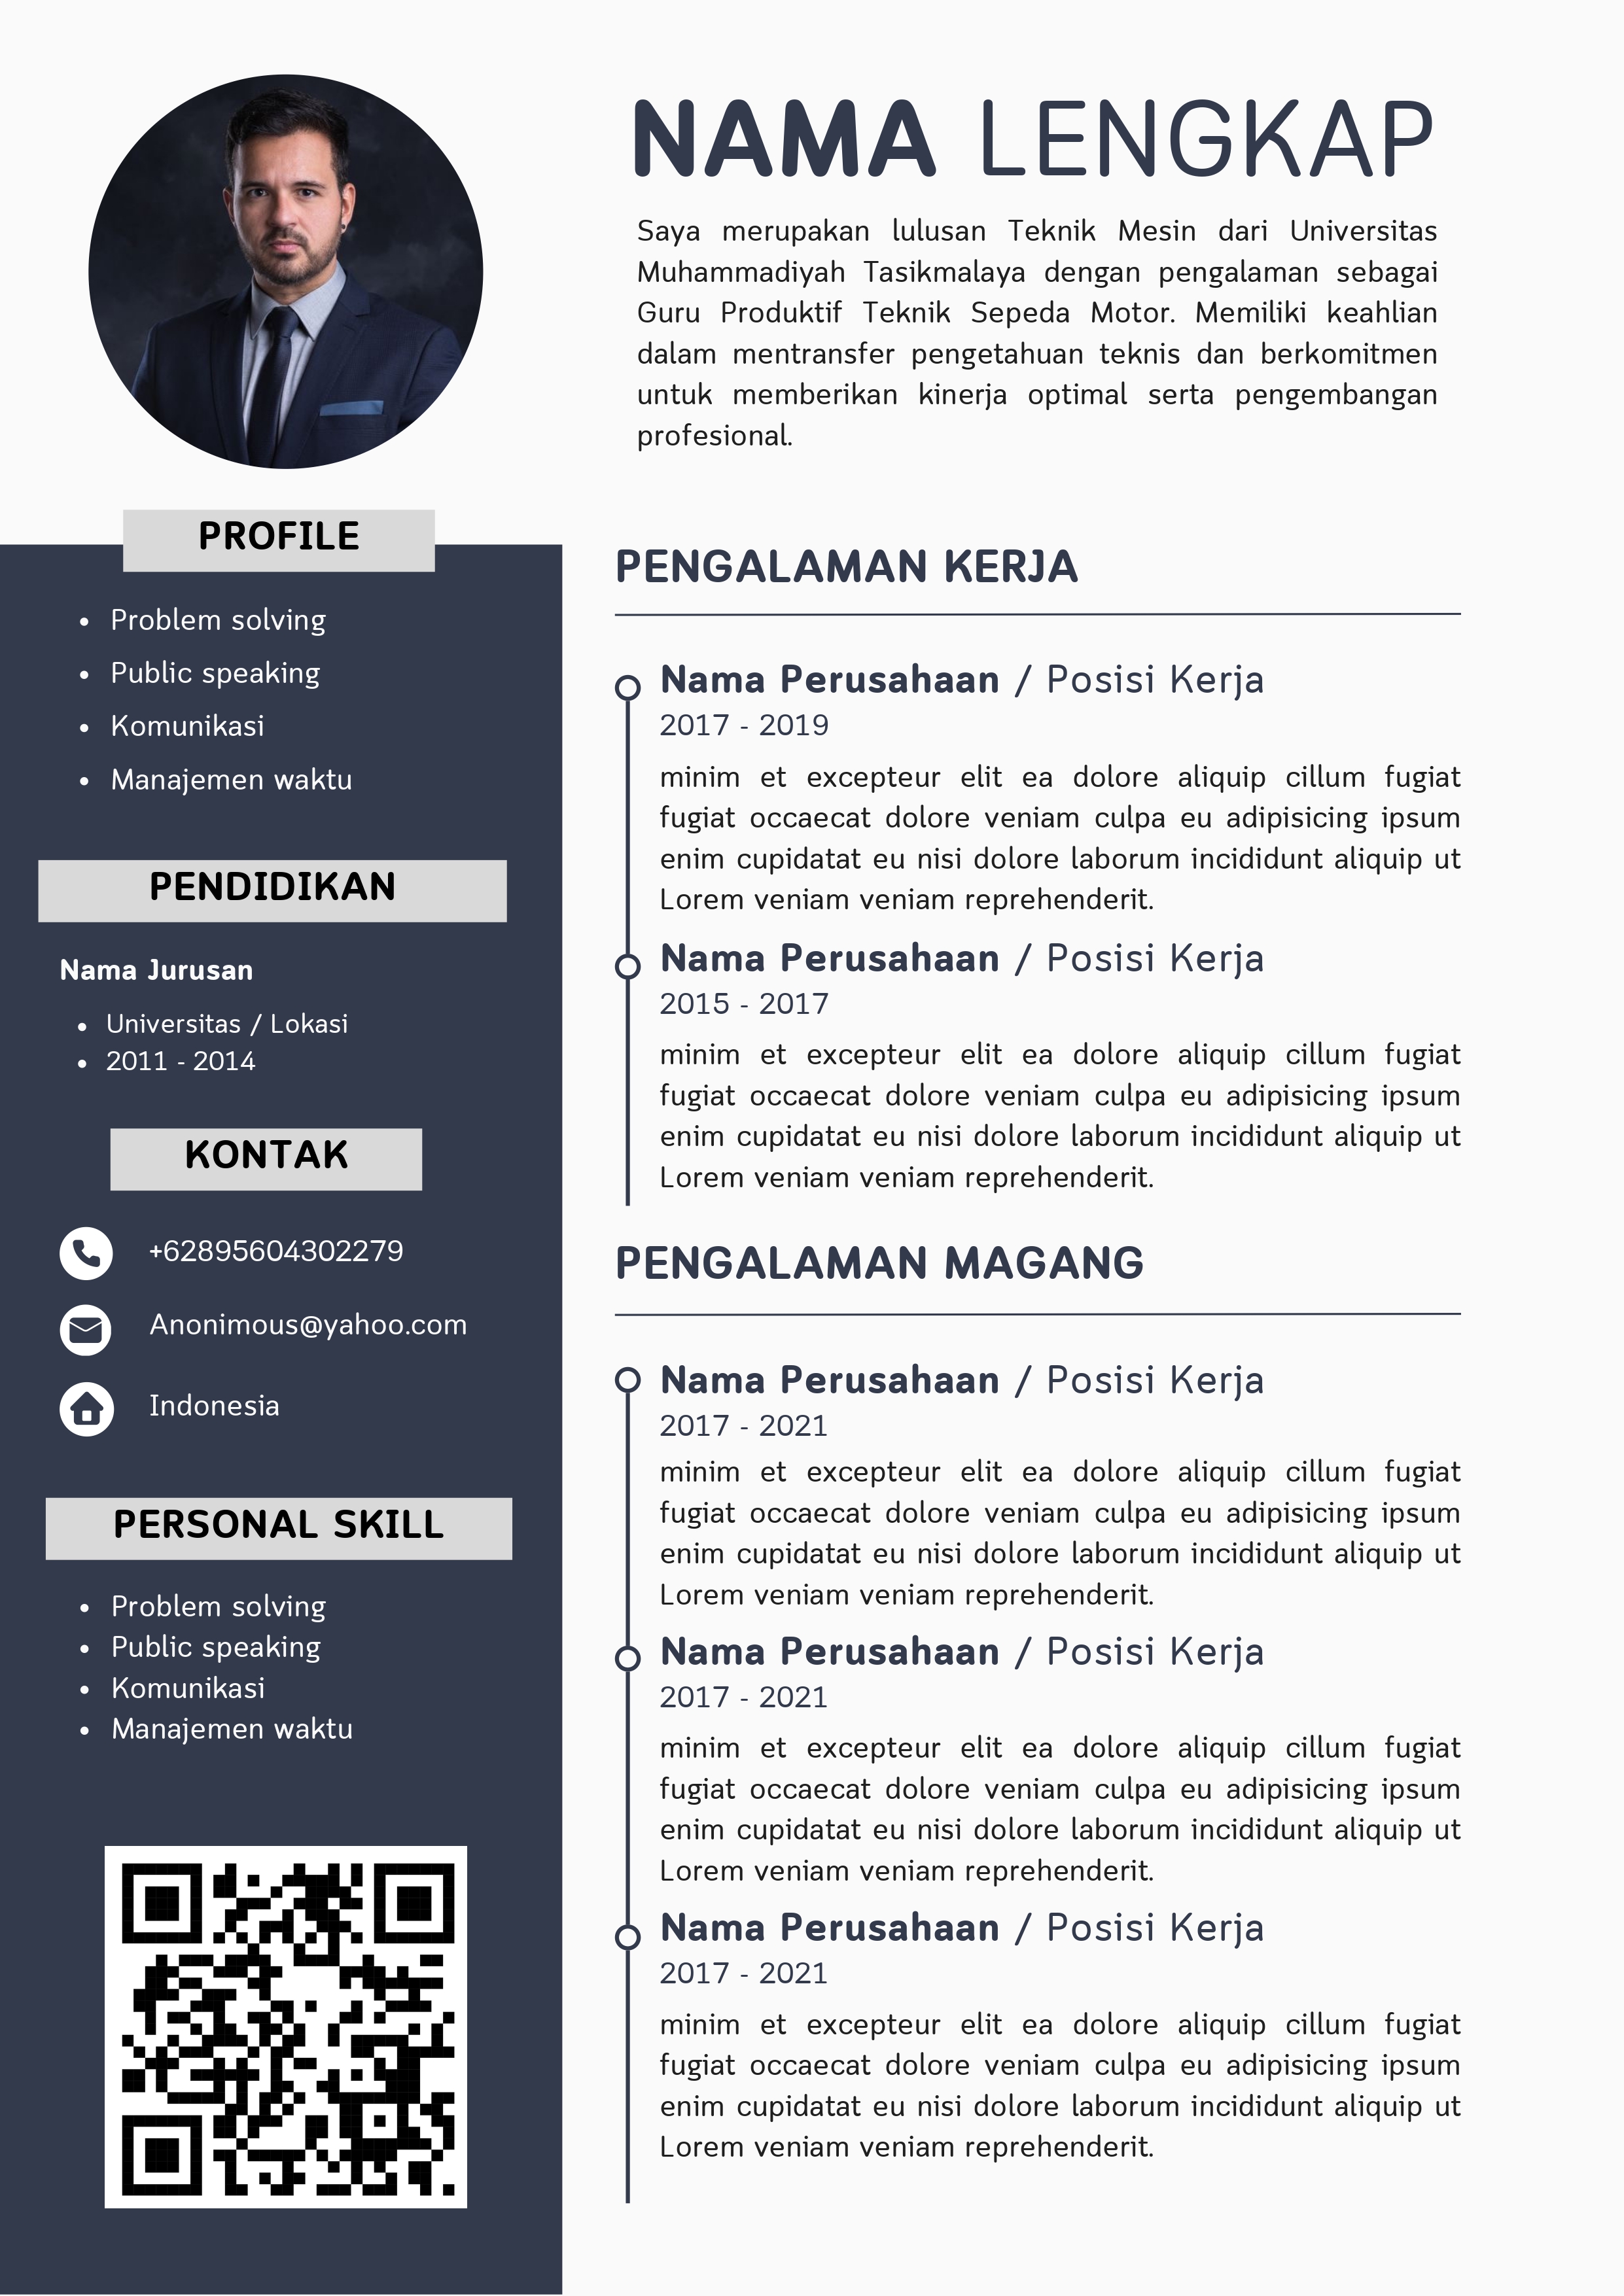 NAMA LENGKAP
Saya merupakan lulusan Teknik Mesin dari Universitas
Muhammadiyah Tasikmalaya dengan pengalaman sebagai
Guru Produktif Teknik Sepeda Motor. Memiliki keahlian
dalam mentransfer pengetahuan teknis dan berkomitmen
untuk memberikan kinerja optimal serta pengembangan
profesional.
PROFILE
• Problem solving
• Public speaking
• Komunikasi
• Manajemen waktu
PENDIDIKAN
Nama Jurusan
• Universitas / Lokasi
• 2011 - 2014
KONTAK
+62895604302279
Anonimous@yahoo.com
Indonesia
PERSONAL SKILL
• Problem solving
• Public speaking
• Komunikasi
• Manajemen waktu
PENGALAMAN KERJA
Nama Perusahaan / Posisi Kerja
2017 - 2019
minim et excepteur elit ea dolore aliquip cillum fugiat
fugiat occaecat dolore veniam culpa eu adipisicing ipsum
enim cupidatat eu nisi dolore laborum incididunt aliquip ut
Lorem veniam veniam reprehenderit.
Nama Perusahaan / Posisi Kerja
2015 - 2017
minim et excepteur elit ea dolore aliquip cillum fugiat
fugiat occaecat dolore veniam culpa eu adipisicing ipsum
enim cupidatat eu nisi dolore laborum incididunt aliquip ut
Lorem veniam veniam reprehenderit.
PENGALAMAN MAGANG
Nama Perusahaan / Posisi Kerja
2017 - 2021
minim et excepteur elit ea dolore aliquip cillum fugiat
fugiat occaecat dolore veniam culpa eu adipisicing ipsum
enim cupidatat eu nisi dolore laborum incididunt aliquip ut
Lorem veniam veniam reprehenderit.
Nama Perusahaan / Posisi Kerja
2017 - 2021
minim et excepteur elit ea dolore aliquip cillum fugiat
fugiat occaecat dolore veniam culpa eu adipisicing ipsum
enim cupidatat eu nisi dolore laborum incididunt aliquip ut
Lorem veniam veniam reprehenderit.
Nama Perusahaan / Posisi Kerja
2017 - 2021
minim et excepteur elit ea dolore aliquip cillum fugiat
fugiat occaecat dolore veniam culpa eu adipisicing ipsum
enim cupidatat eu nisi dolore laborum incididunt aliquip ut
Lorem veniam veniam reprehenderit.